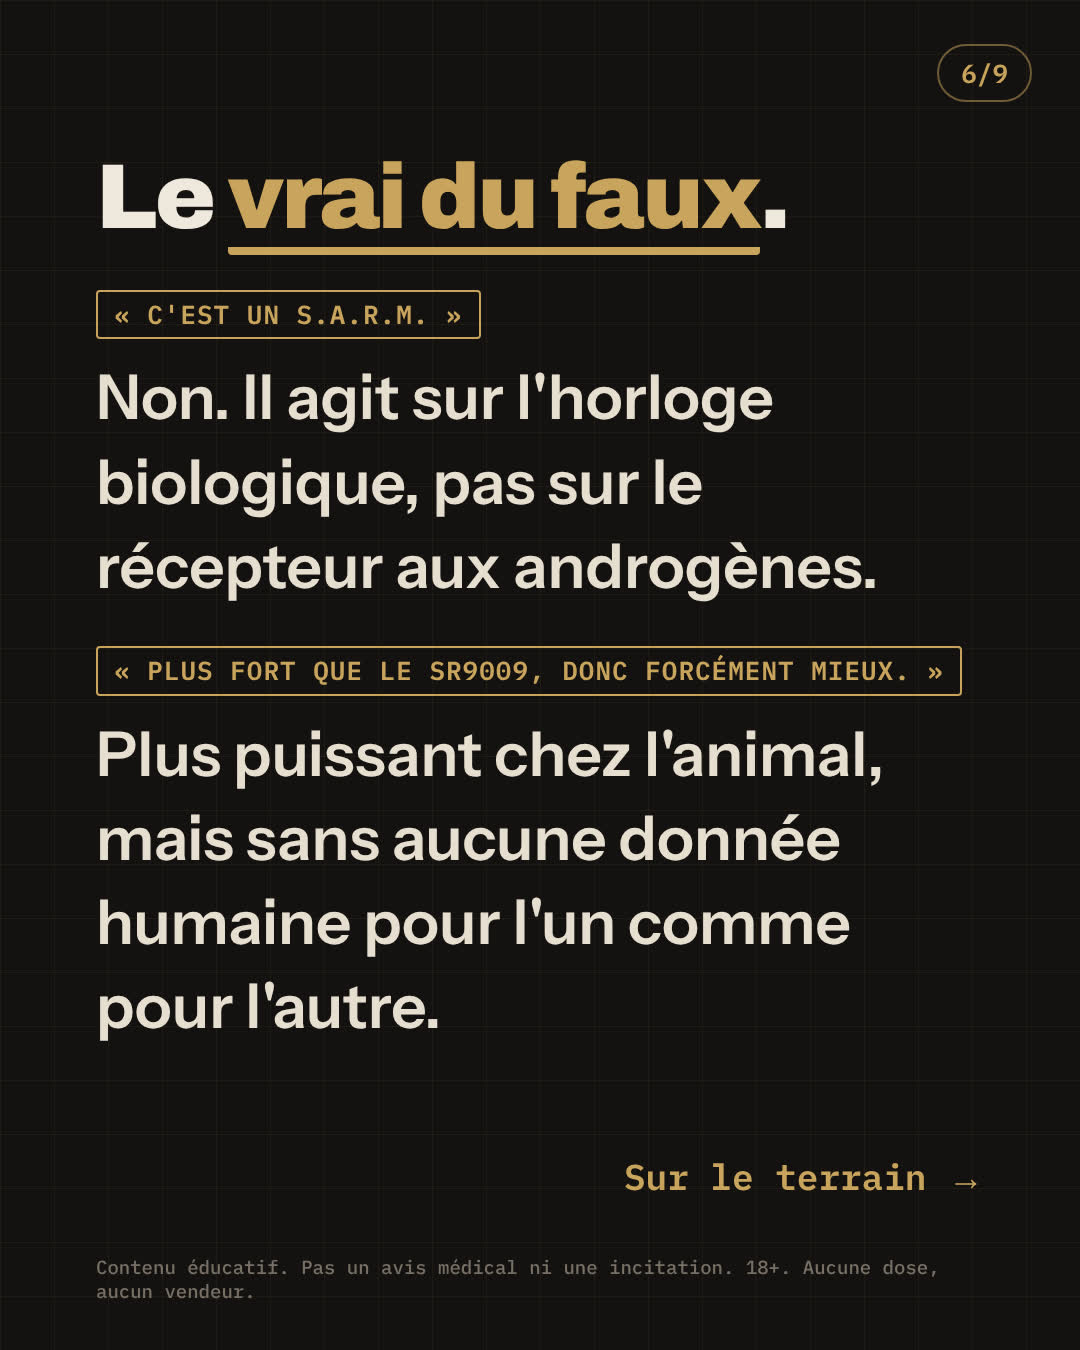 6/9
Le vrai du faux.
« C'EST UN S.A.R.M. »
Non. Il agit sur l'horloge
biologique, pas sur le
récepteur aux androgènes.
« PLUS FORT QUE LE SR9009, DONC FORCÉMENT MIEUX. »
Plus puissant chez l'animal,
mais sans aucune donnée
humaine pour l'un comme
pour l'autre.
Sur le terrain →
Contenu éducatif. Pas un avis médical ni une incitation. 18+. Aucune dose,
aucun vendeur.